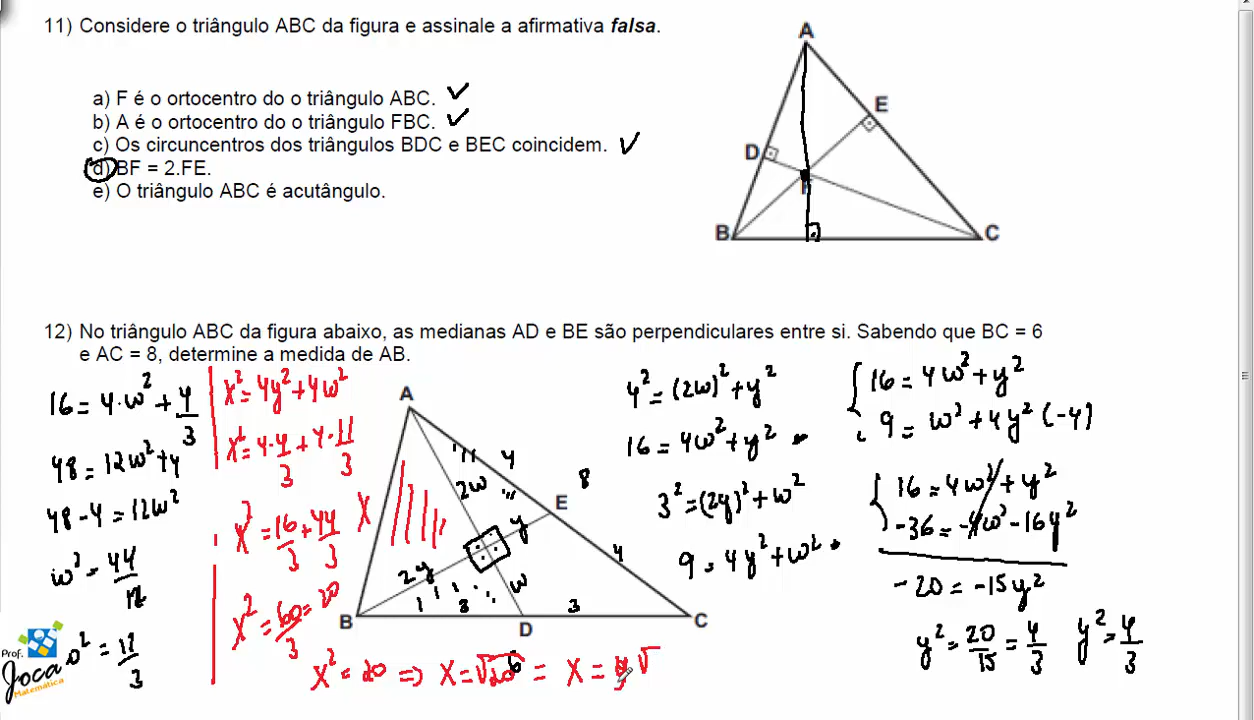 11) Considere o triângulo ABC da figura e assinale a afirmativa falsa.
a) F é o ortocentro do o triângulo ABC. ✓
b) A é o ortocentro do o triângulo FBC. ✓
c) Os circuncentros dos triângulos BDC e BEC coincidem. ✓
d) BF = 2.FE.
e) O triângulo ABC é acutângulo.
A
E
D
F
B
C
12) No triângulo ABC da figura abaixo, as medianas AD e BE são perpendiculares entre si. Sabendo que BC = 6
e AC = 8, determine a medida de AB.
16 = 4·w² + 4/3
48 = 12w² + 4
48 - 4 = 12w²
w² = 44/12
w² = 11/3
x² = 4y² + 4w²
x² = 4·4/3 + 4·11/3
x² = 16/3 + 44/3
x² = 60/3 = 20
x² = 20 ⇒ x = √20 = x = √
A
4
8
2w
E
x
y
4
2y
w
3
3
B
D
C
6
4² = (2w)² + y²
16 = 4w² + y²
3² = (2y)² + w²
9 = 4y² + w²
16 = 4w² + y²
9 = w² + 4y² (-4)
16 = 4w² + y²
-36 = -4w² - 16y²
-20 = -15y²
y² = 20/15 = 4/3 y² = 4/3
Prof.
Joca
Matemática